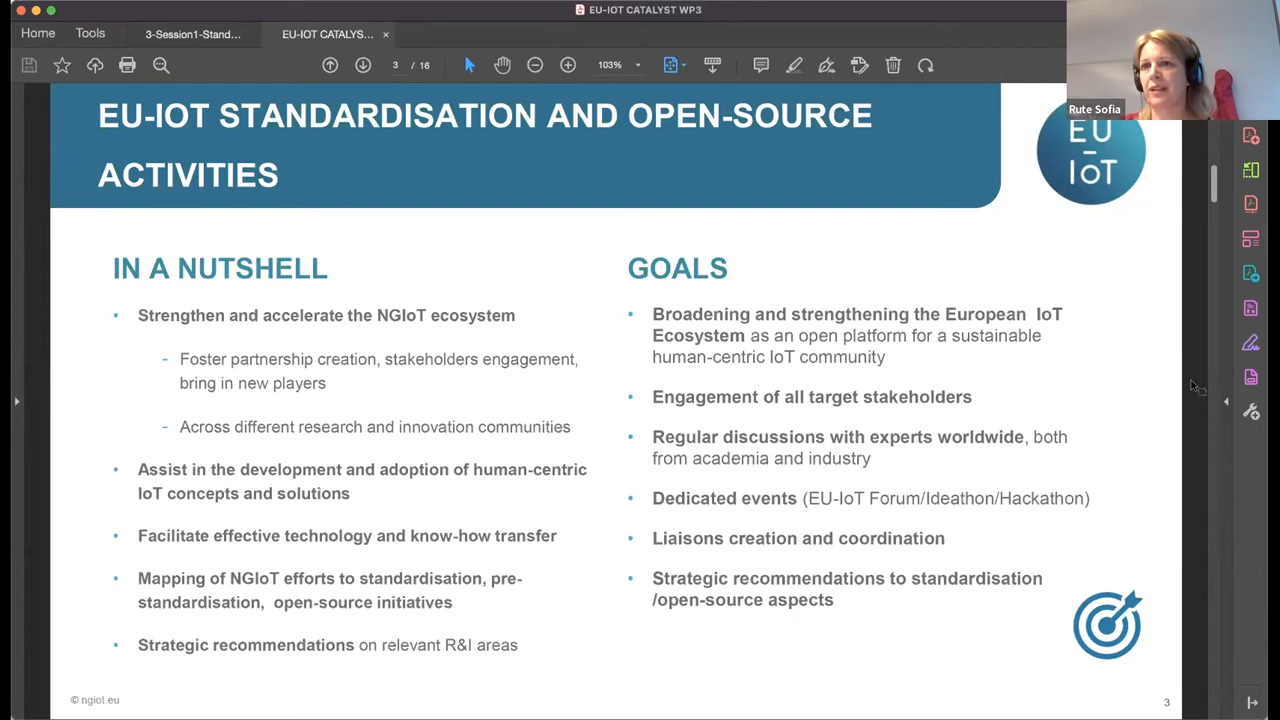 EU-IOT CATALYST WP3
Home
Tools
3-Session1-Stand...
EU-IOT CATALYS...
×
3 / 16
103%
Rute Sofia
EU-IOT STANDARDISATION AND OPEN-SOURCE
ACTIVITIES
EU
–
IoT
IN A NUTSHELL
• Strengthen and accelerate the NGIoT ecosystem
- Foster partnership creation, stakeholders engagement,
bring in new players
- Across different research and innovation communities
• Assist in the development and adoption of human-centric
IoT concepts and solutions
• Facilitate effective technology and know-how transfer
• Mapping of NGIoT efforts to standardisation, pre-
standardisation, open-source initiatives
• Strategic recommendations on relevant R&I areas
GOALS
• Broadening and strengthening the European IoT
Ecosystem as an open platform for a sustainable
human-centric IoT community
• Engagement of all target stakeholders
• Regular discussions with experts worldwide, both
from academia and industry
• Dedicated events (EU-IoT Forum/Ideathon/Hackathon)
• Liaisons creation and coordination
• Strategic recommendations to standardisation
/open-source aspects
© ngiot.eu
3